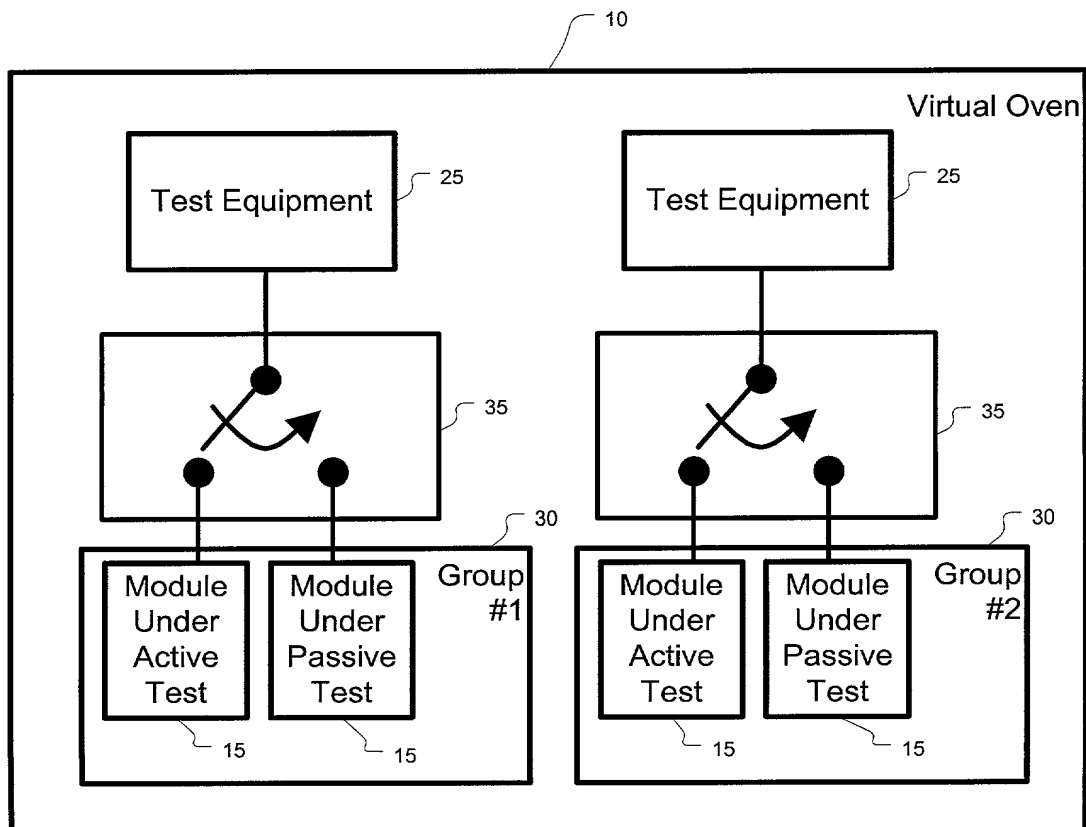 10
Virtual Oven
Test Equipment
25
Test Equipment
25
35
35
30
30
Group
#1
Module
Under
Active
Test
Module
Under
Passive
Test
15
15
Group
#2
Module
Under
Active
Test
Module
Under
Passive
Test
15
15